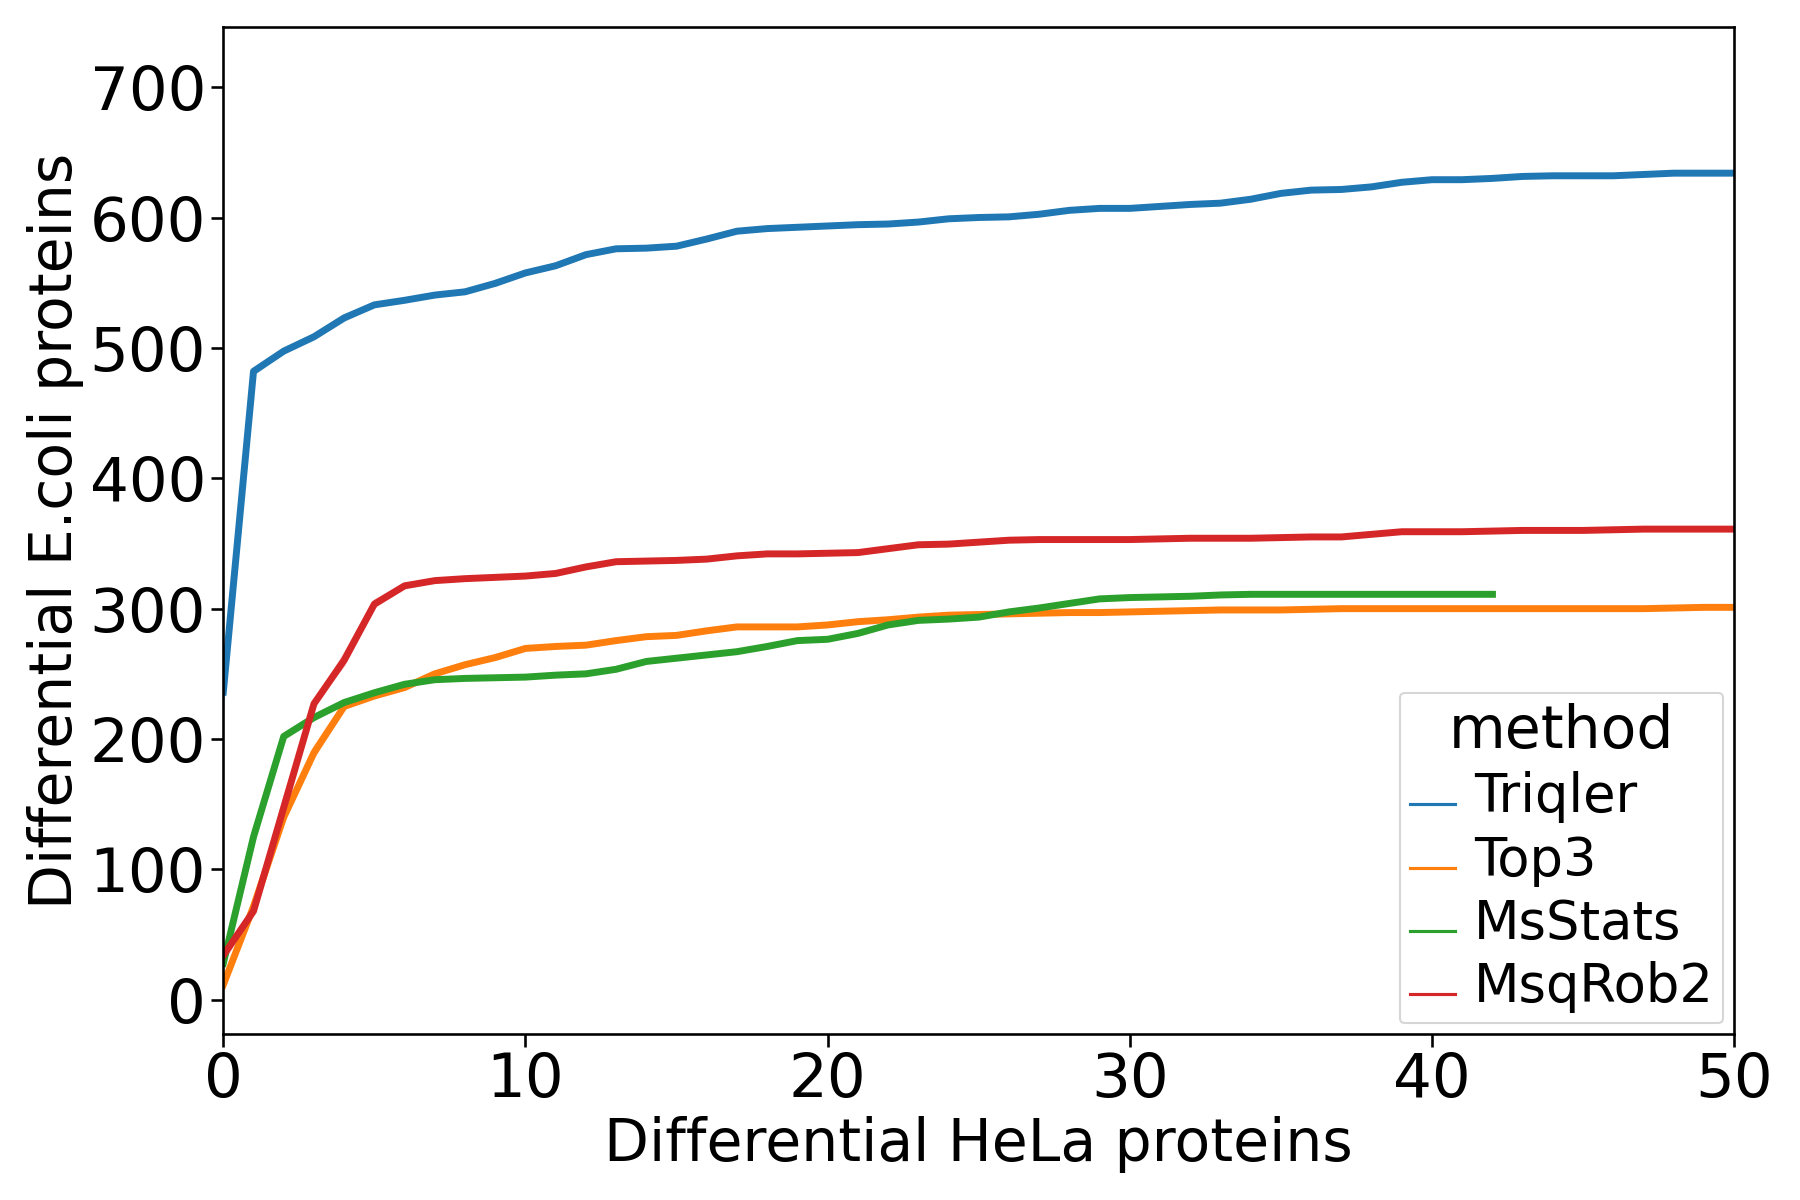 700
600
500
400
300
200
100
0
Differential E.coli proteins
0 10 20 30 40 50
Differential HeLa proteins
method
Triqler
Top3
MsStats
MsqRob2